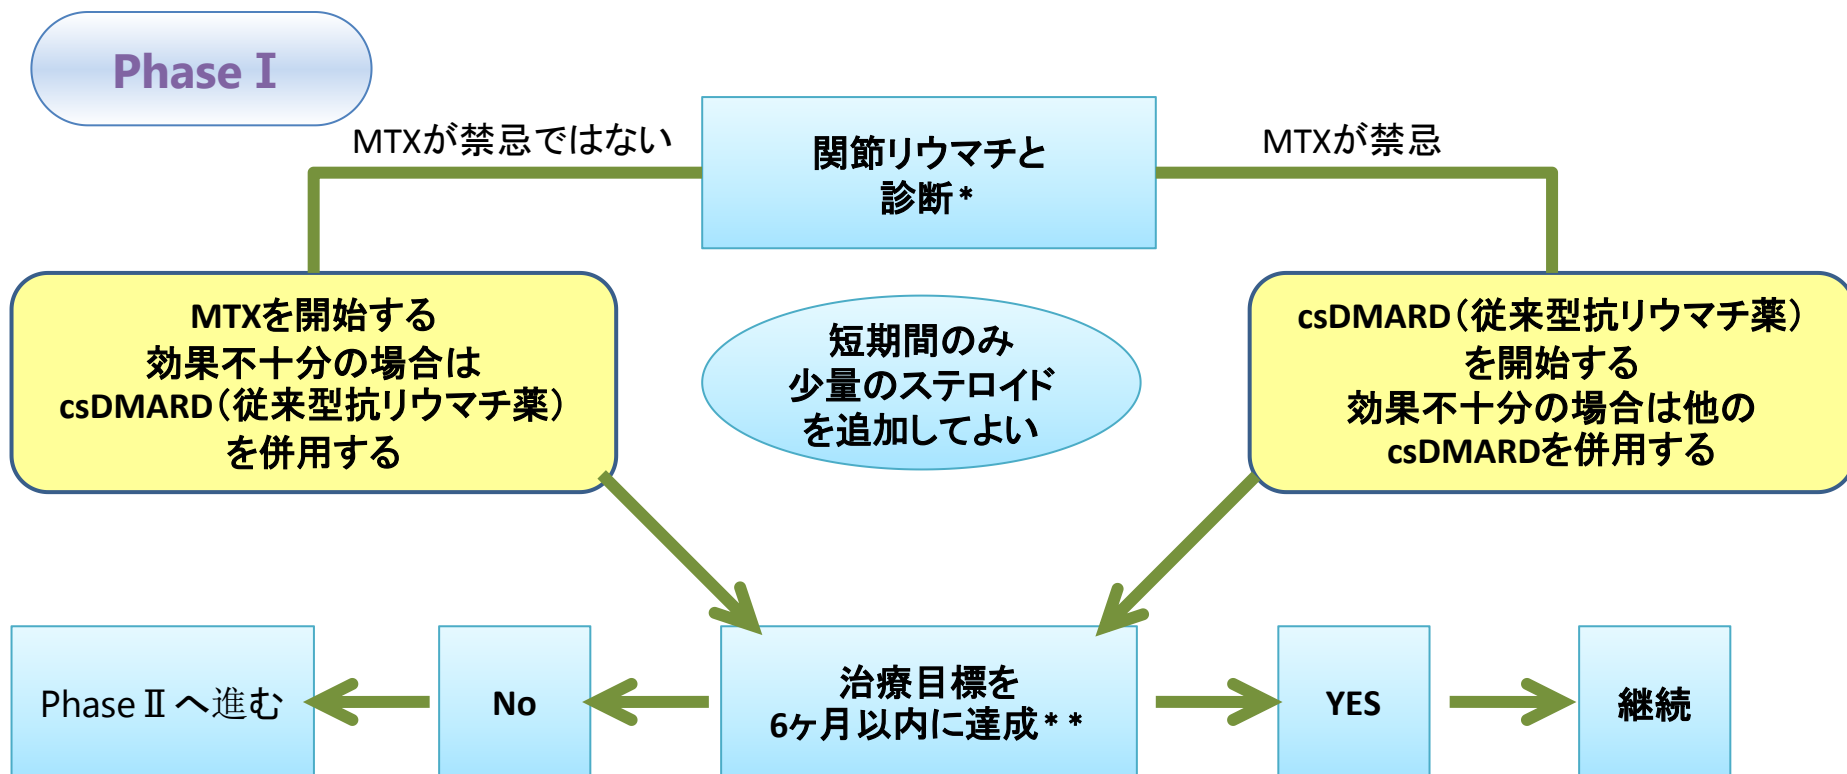 Phase Ⅰ
MTXが禁忌ではない
関節リウマチと
診断*
MTXが禁忌
MTXを開始する
効果不十分の場合は
csDMARD（従来型抗リウマチ薬）
を併用する
短期間のみ
少量のステロイド
を追加してよい
csDMARD（従来型抗リウマチ薬）
を開始する
効果不十分の場合は他の
csDMARDを併用する
Phase Ⅱ へ進む
No
治療目標を
6ヶ月以内に達成**
YES
継続